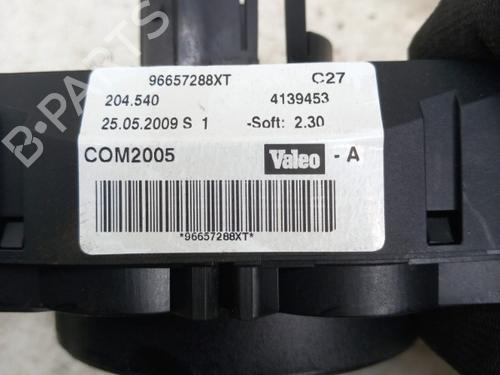 B-PARTS
96657288XT C27
204.540 4139453
25.05.2009 S 1 -Soft: 2.30
COM2005 Valeo - A
*96657288XT*